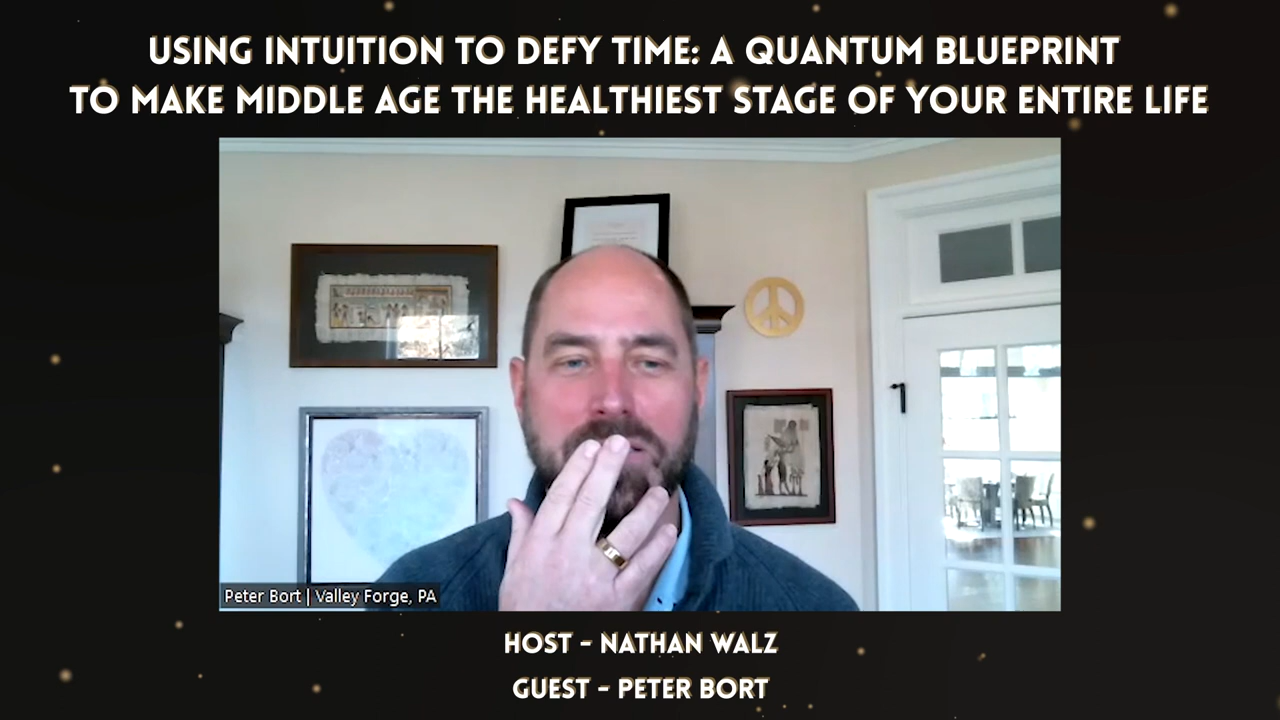 USING INTUITION TO DEFY TIME: A QUANTUM BLUEPRINT
TO MAKE MIDDLE AGE THE HEALTHIEST STAGE OF YOUR ENTIRE LIFE
Peter Bort | Valley Forge, PA
HOST - NATHAN WALZ
GUEST - PETER BORT